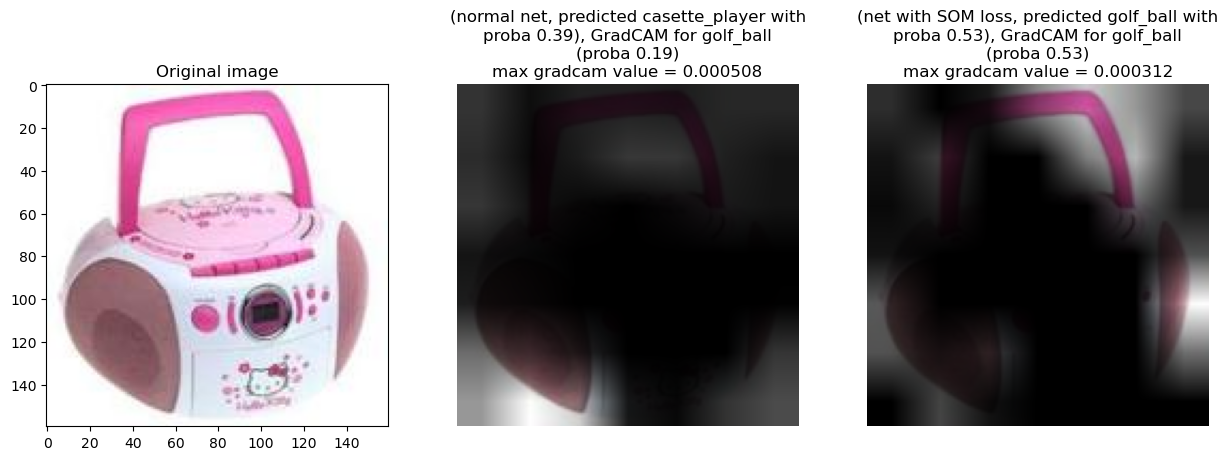 (normal net, predicted casette_player with
proba 0.39), GradCAM for golf_ball
(proba 0.19)
max gradcam value = 0.000508
(net with SOM loss, predicted golf_ball with
proba 0.53), GradCAM for golf_ball
(proba 0.53)
max gradcam value = 0.000312
Original image
0
20
40
60
80
100
120
140
0 20 40 60 80 100 120 140
Hello Kitty
Hello Kitty